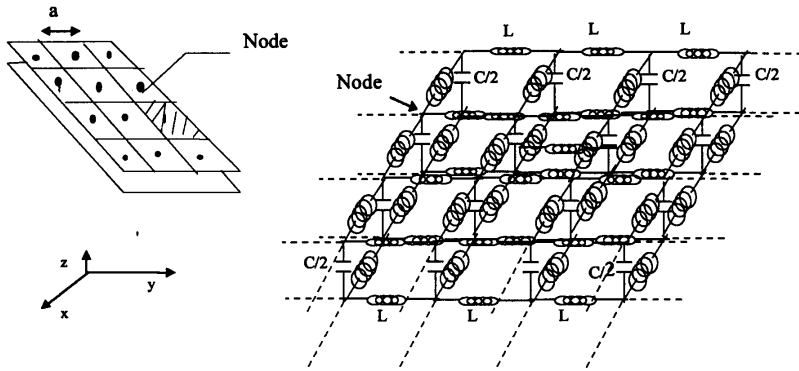 a
Node
z
y
x
L L L
C/2 C/2 C/2 C/2
Node
C/2 C/2
L L L